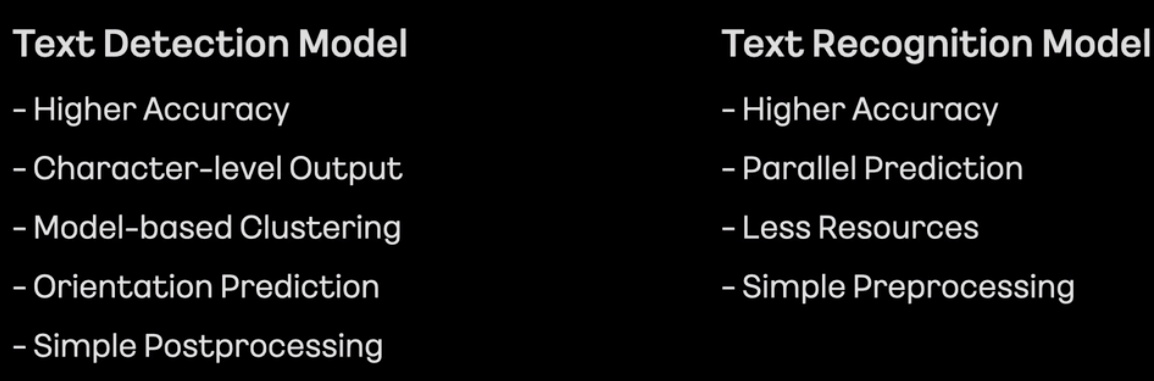 Text Detection Model
- Higher Accuracy
- Character-level Output
- Model-based Clustering
- Orientation Prediction
- Simple Postprocessing
Text Recognition Model
- Higher Accuracy
- Parallel Prediction
- Less Resources
- Simple Preprocessing